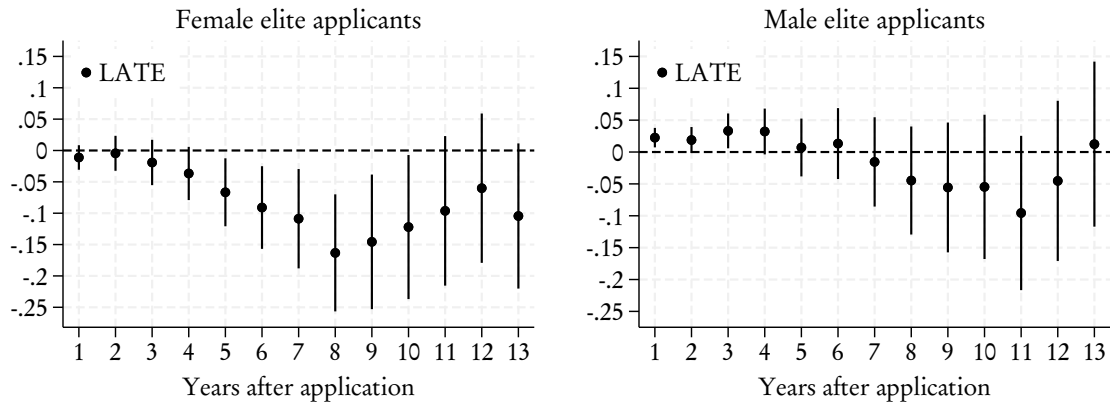 Female elite applicants
.15
.1
.05
0
-.05
-.1
-.15
-.2
-.25
LATE
1 2 3 4 5 6 7 8 9 10 11 12 13
Years after application
Male elite applicants
.15
.1
.05
0
-.05
-.1
-.15
-.2
-.25
LATE
1 2 3 4 5 6 7 8 9 10 11 12 13
Years after application